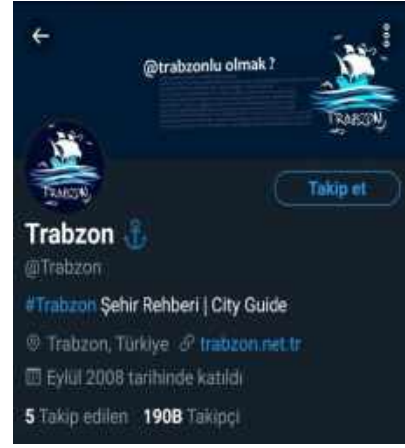 @trabzonlu olmak ?
TRABZON
TRABZON
Takip et
Trabzon
@Trabzon
#Trabzon Şehir Rehberi | City Guide
Trabzon, Türkiye trabzon.net.tr
Eylül 2008 tarihinde katıldı
5 Takip edilen 190B Takipçi